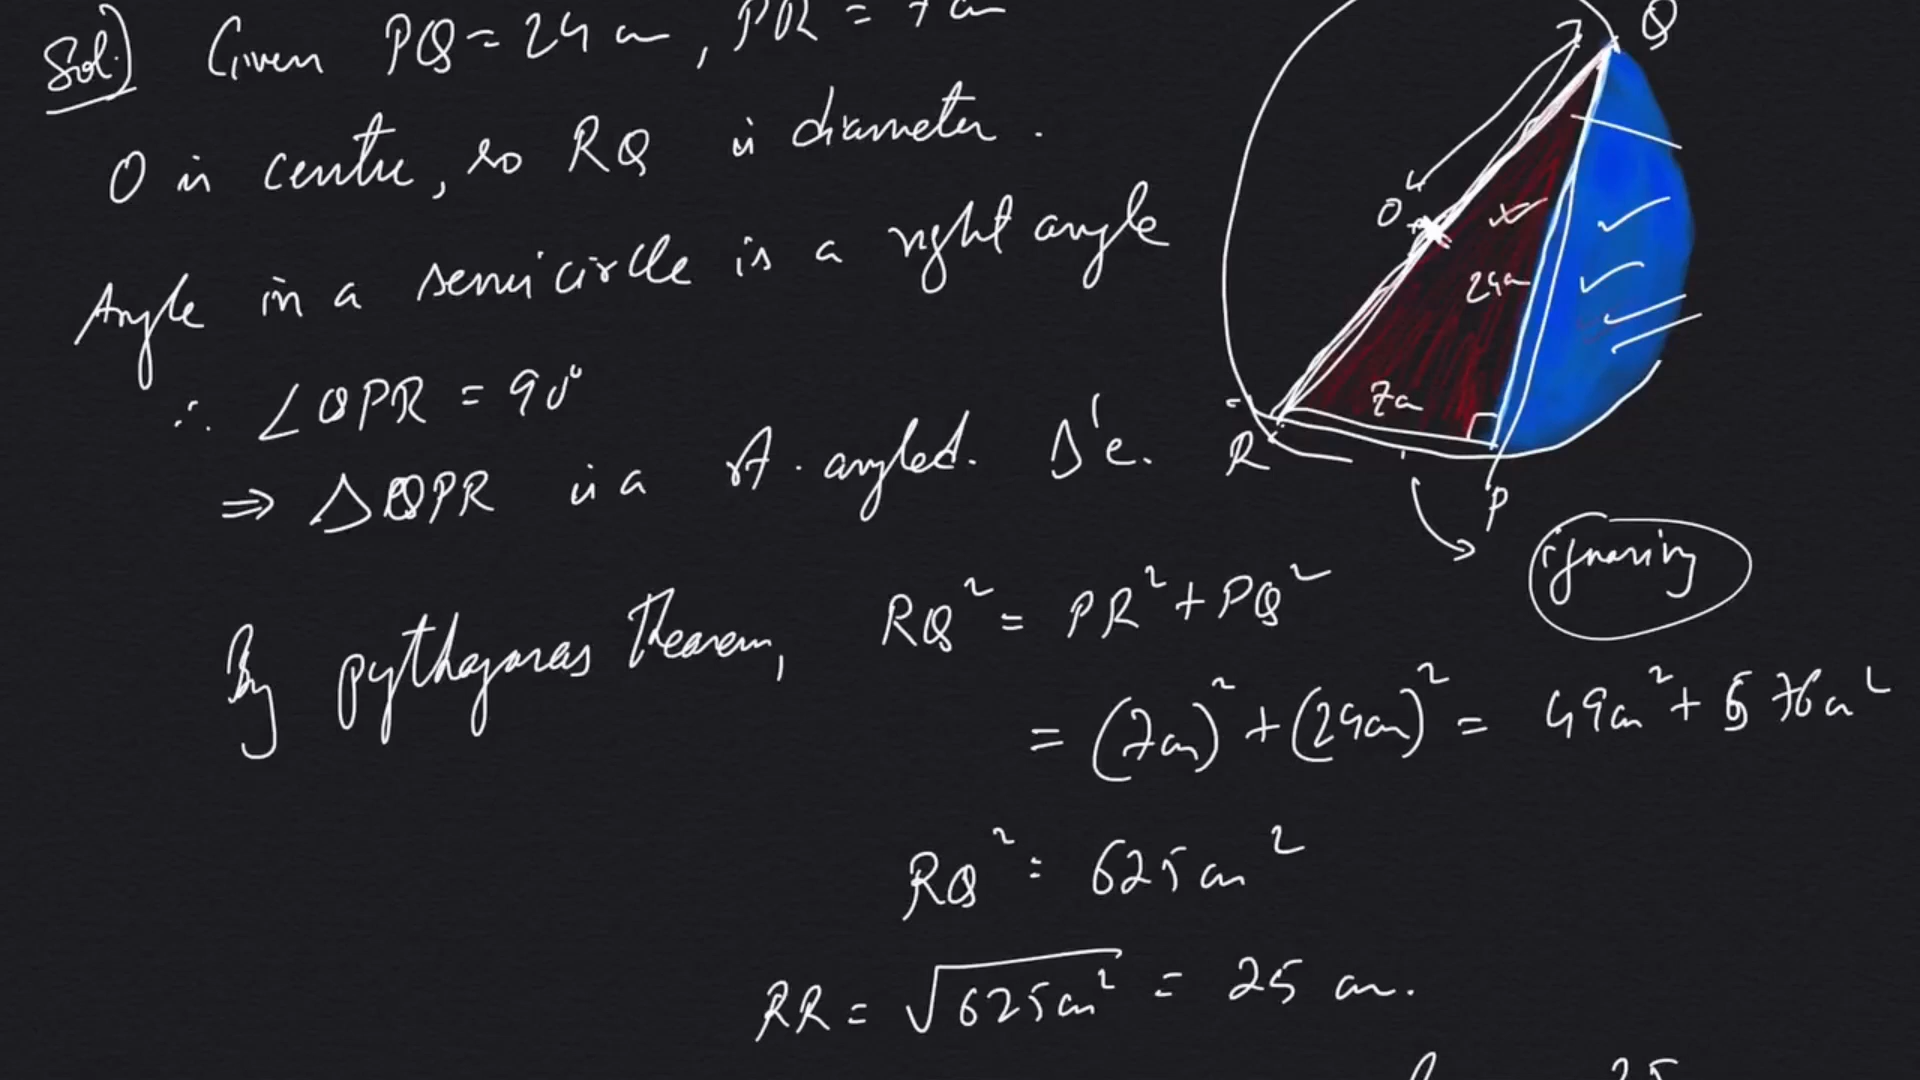 Sol.) Given PQ = 24 cm, PR = 7 cm
O is centre, so RQ is diameter.
Angle in a semicircle is a right angle
∴ ∠QPR = 90°
⇒ ΔQPR is a rt. angled. Δ'e.
By pythagoras theorem, RQ² = PR² + PQ²
= (7cm)² + (24cm)² = 49cm² + 576cm²
RQ² = 625cm²
RR = √625cm² = 25 cm.
25
Q
O
24cm
7cm
R
P
ignoring